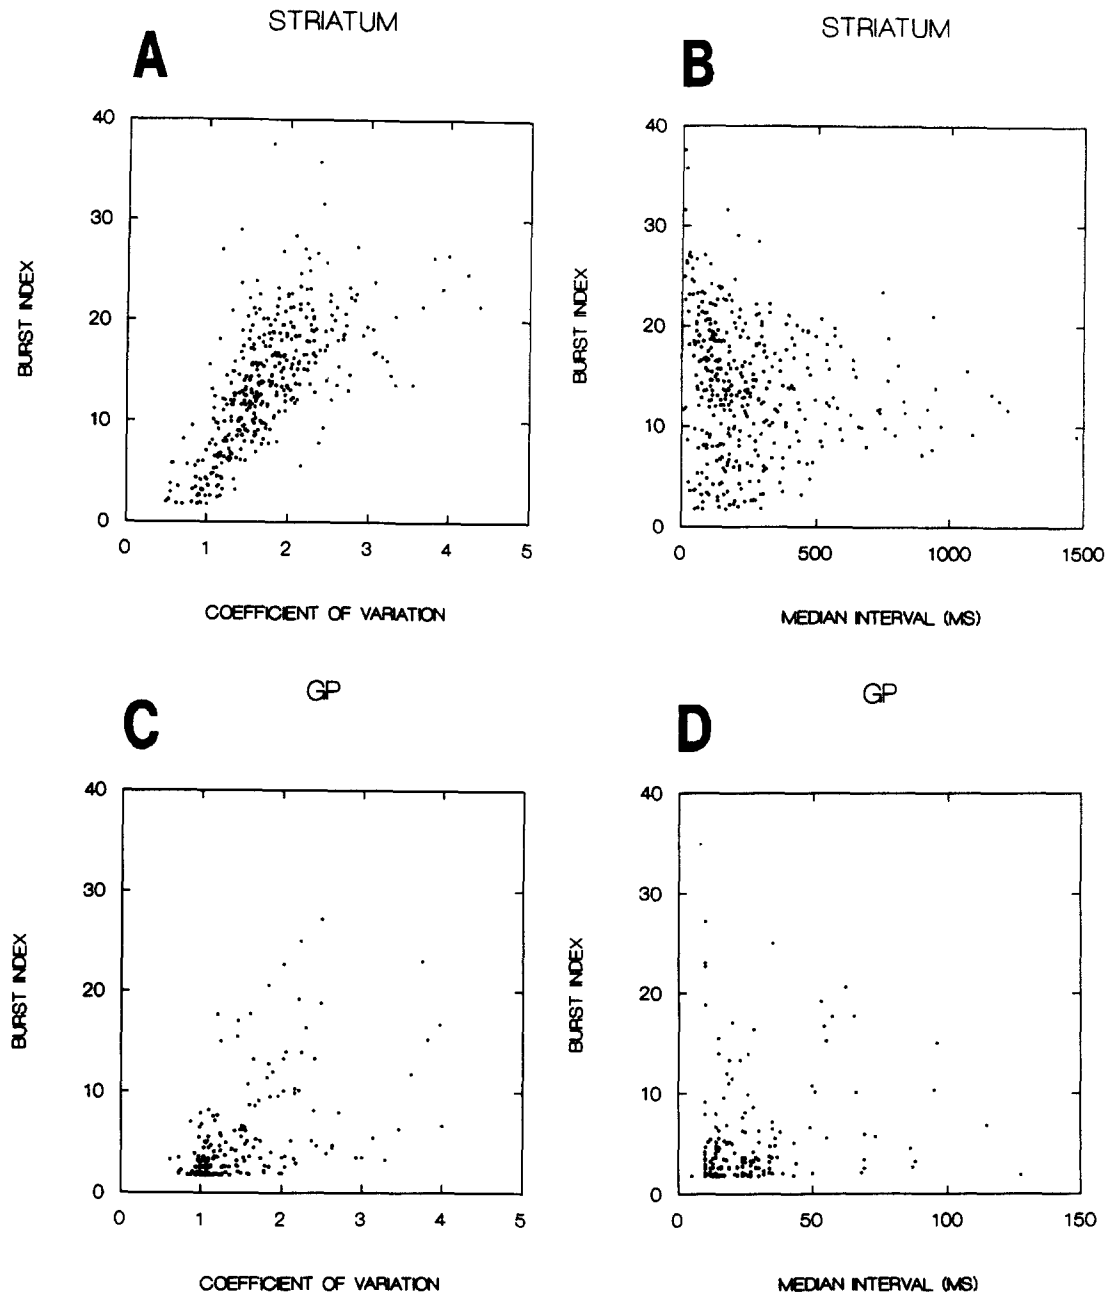 STRIATUM
A
40
30
20
10
0
0 1 2 3 4 5
BURST INDEX
COEFFICIENT OF VARIATION
STRIATUM
B
40
30
20
10
0
0 500 1000 1500
BURST INDEX
MEDIAN INTERVAL (MS)
GP
C
40
30
20
10
0
0 1 2 3 4 5
BURST INDEX
COEFFICIENT OF VARIATION
GP
D
40
30
20
10
0
0 50 100 150
BURST INDEX
MEDIAN INTERVAL (MS)